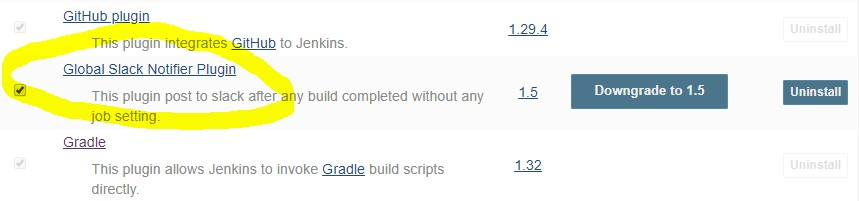 GitHub plugin
This plugin integrates GitHub to Jenkins.
1.29.4
Uninstall
Global Slack Notifier Plugin
This plugin post to slack after any build completed without any
job setting.
1.5
Downgrade to 1.5
Uninstall
Gradle
This plugin allows Jenkins to invoke Gradle build scripts
directly.
1.32
Uninstall